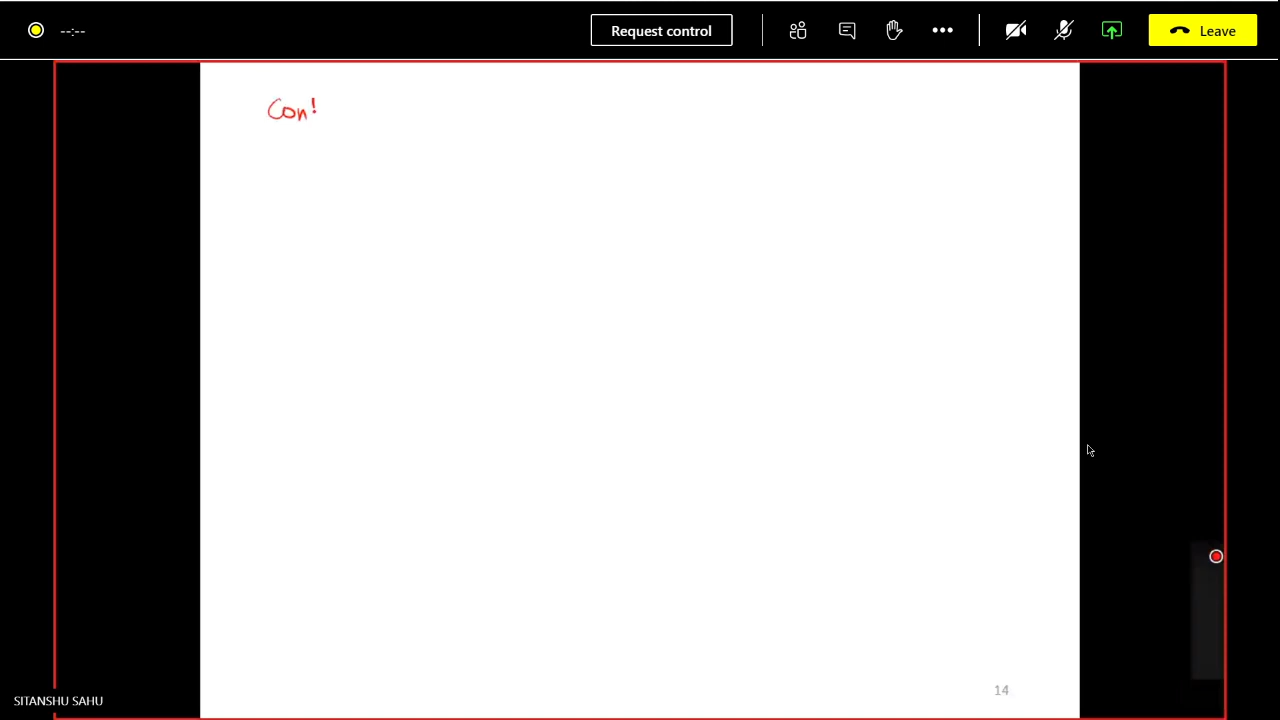 --:--
Request control
Leave
Con!
14
SITANSHU SAHU